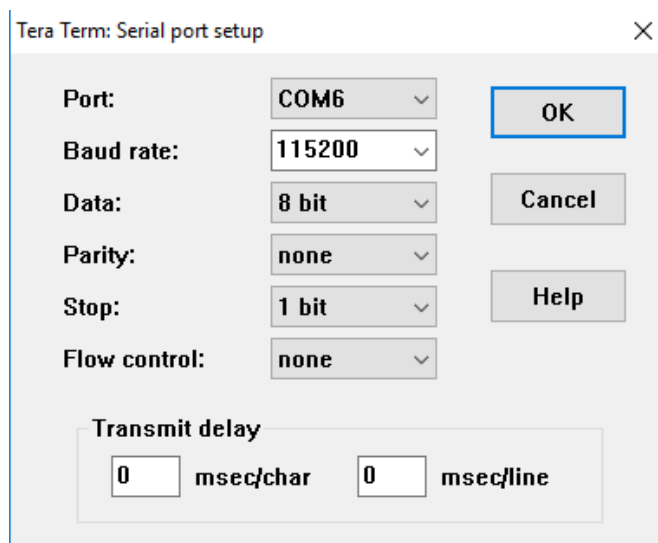 Tera Term: Serial port setup
Port: COM6 OK
Baud rate: 115200
Data: 8 bit Cancel
Parity: none
Stop: 1 bit Help
Flow control: none
Transmit delay
0 msec/char 0 msec/line